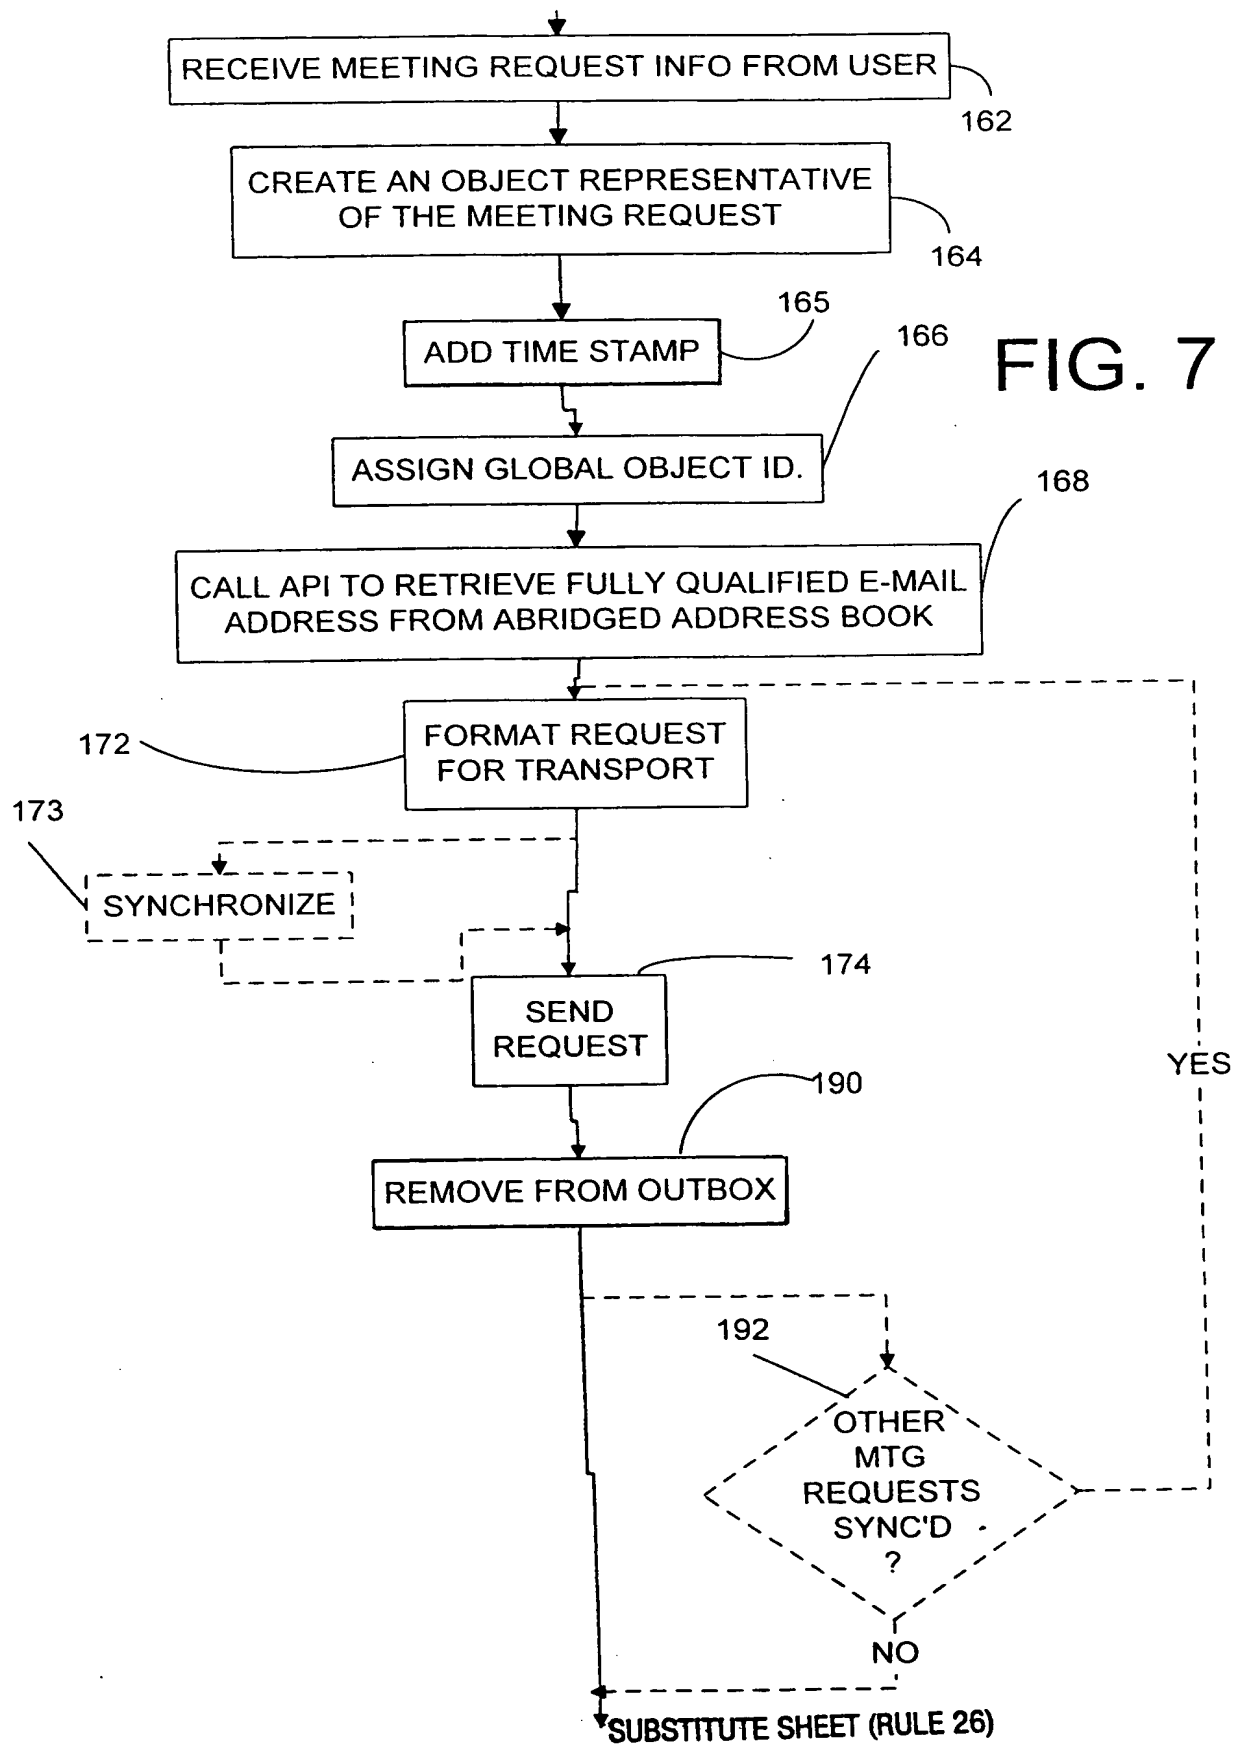 RECEIVE MEETING REQUEST INFO FROM USER
162
CREATE AN OBJECT REPRESENTATIVE
OF THE MEETING REQUEST
164
165
ADD TIME STAMP
166
FIG. 7
ASSIGN GLOBAL OBJECT ID.
168
CALL API TO RETRIEVE FULLY QUALIFIED E-MAIL
ADDRESS FROM ABRIDGED ADDRESS BOOK
172
FORMAT REQUEST
FOR TRANSPORT
173
SYNCHRONIZE
174
SEND
REQUEST
YES
190
REMOVE FROM OUTBOX
192
OTHER
MTG
REQUESTS
SYNC'D
?
NO
SUBSTITUTE SHEET (RULE 26)